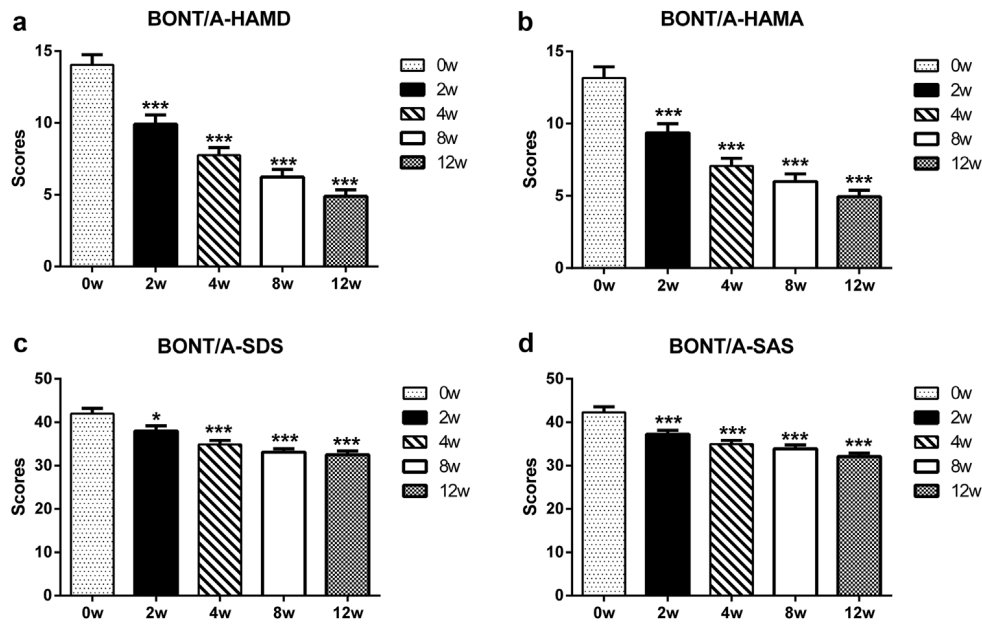 a
BONT/A-HAMD
Scores
15
10
5
0
***
***
***
***
0w
2w
4w
8w
12w
0w
2w
4w
8w
12w
b
BONT/A-HAMA
Scores
15
10
5
0
***
***
***
***
0w
2w
4w
8w
12w
0w
2w
4w
8w
12w
c
BONT/A-SDS
Scores
50
40
30
20
10
0
*
***
***
***
0w
2w
4w
8w
12w
0w
2w
4w
8w
12w
d
BONT/A-SAS
Scores
50
40
30
20
10
0
***
***
***
***
0w
2w
4w
8w
12w
0w
2w
4w
8w
12w